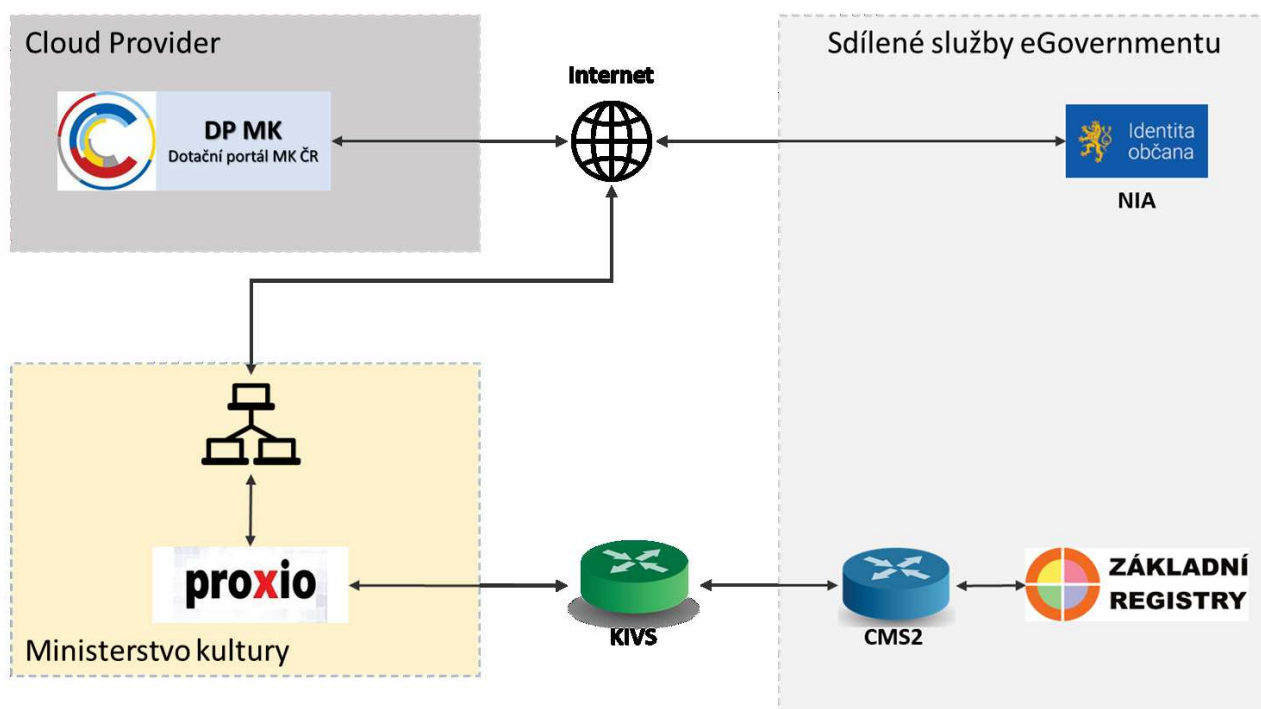 Cloud Provider
DP MK
Dotační portál MK ČR
Internet
Sdílené služby eGovernmentu
Identita
občana
NIA
proxio
Ministerstvo kultury
KIVS
CMS2
ZÁKLADNÍ
REGISTRY